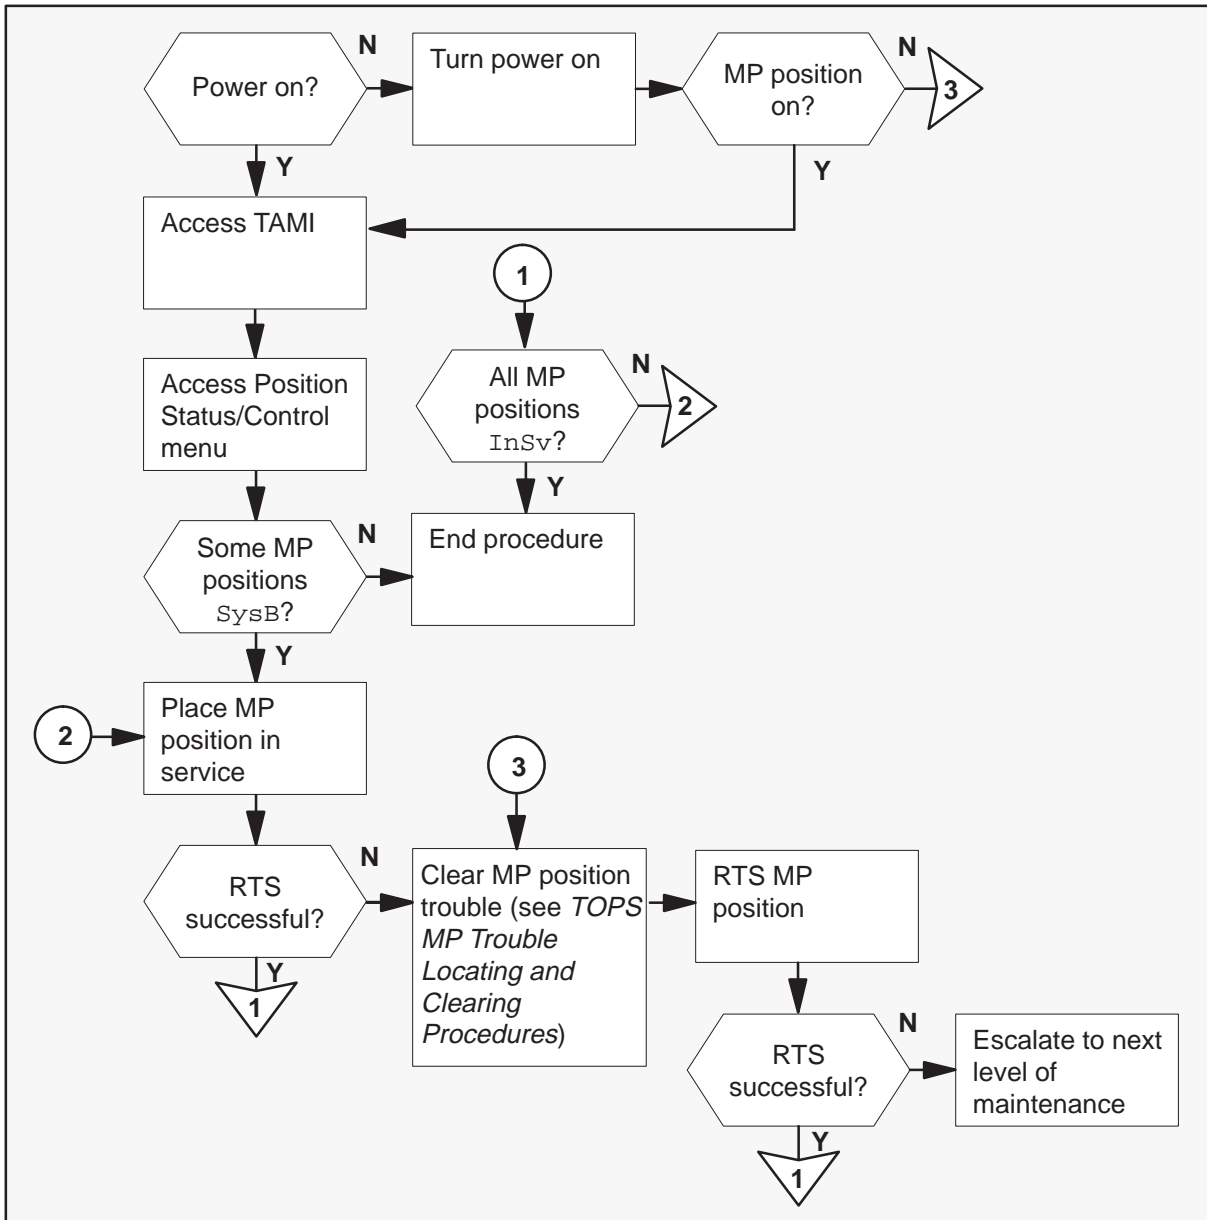 Power on?
N
Turn power on
MP position
on?
N
3
Y
Y
Access TAMI
1
Access Position
Status/Control
menu
All MP
positions
InSv?
N
2
Y
Some MP
positions
SysB?
N
End procedure
Y
2
Place MP
position in
service
3
RTS
successful?
N
Clear MP position
trouble (see TOPS
MP Trouble
Locating and
Clearing
Procedures)
RTS MP
position
Y
1
RTS
successful?
N
Escalate to next
level of
maintenance
Y
1